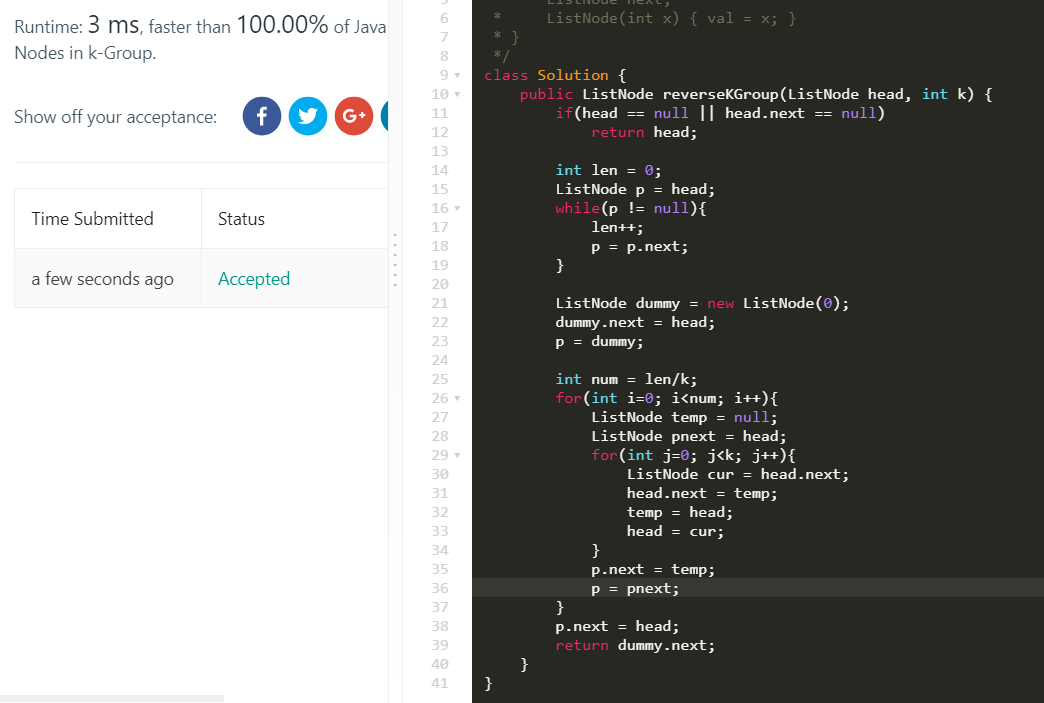 Runtime: 3 ms, faster than 100.00% of Java
Nodes in k-Group.
Show off your acceptance:
f
G+
Time Submitted Status
a few seconds ago Accepted
5 * ListNode next;
6 * ListNode(int x) { val = x; }
7 * }
8 */
9 class Solution {
10 public ListNode reverseKGroup(ListNode head, int k) {
11 if(head == null || head.next == null)
12 return head;
13
14 int len = 0;
15 ListNode p = head;
16 while(p != null){
17 len++;
18 p = p.next;
19 }
20
21 ListNode dummy = new ListNode(0);
22 dummy.next = head;
23 p = dummy;
24
25 int num = len/k;
26 for(int i=0; i<num; i++){
27 ListNode temp = null;
28 ListNode pnext = head;
29 for(int j=0; j<k; j++){
30 ListNode cur = head.next;
31 head.next = temp;
32 temp = head;
33 head = cur;
34 }
35 p.next = temp;
36 p = pnext;
37 }
38 p.next = head;
39 return dummy.next;
40 }
41 }